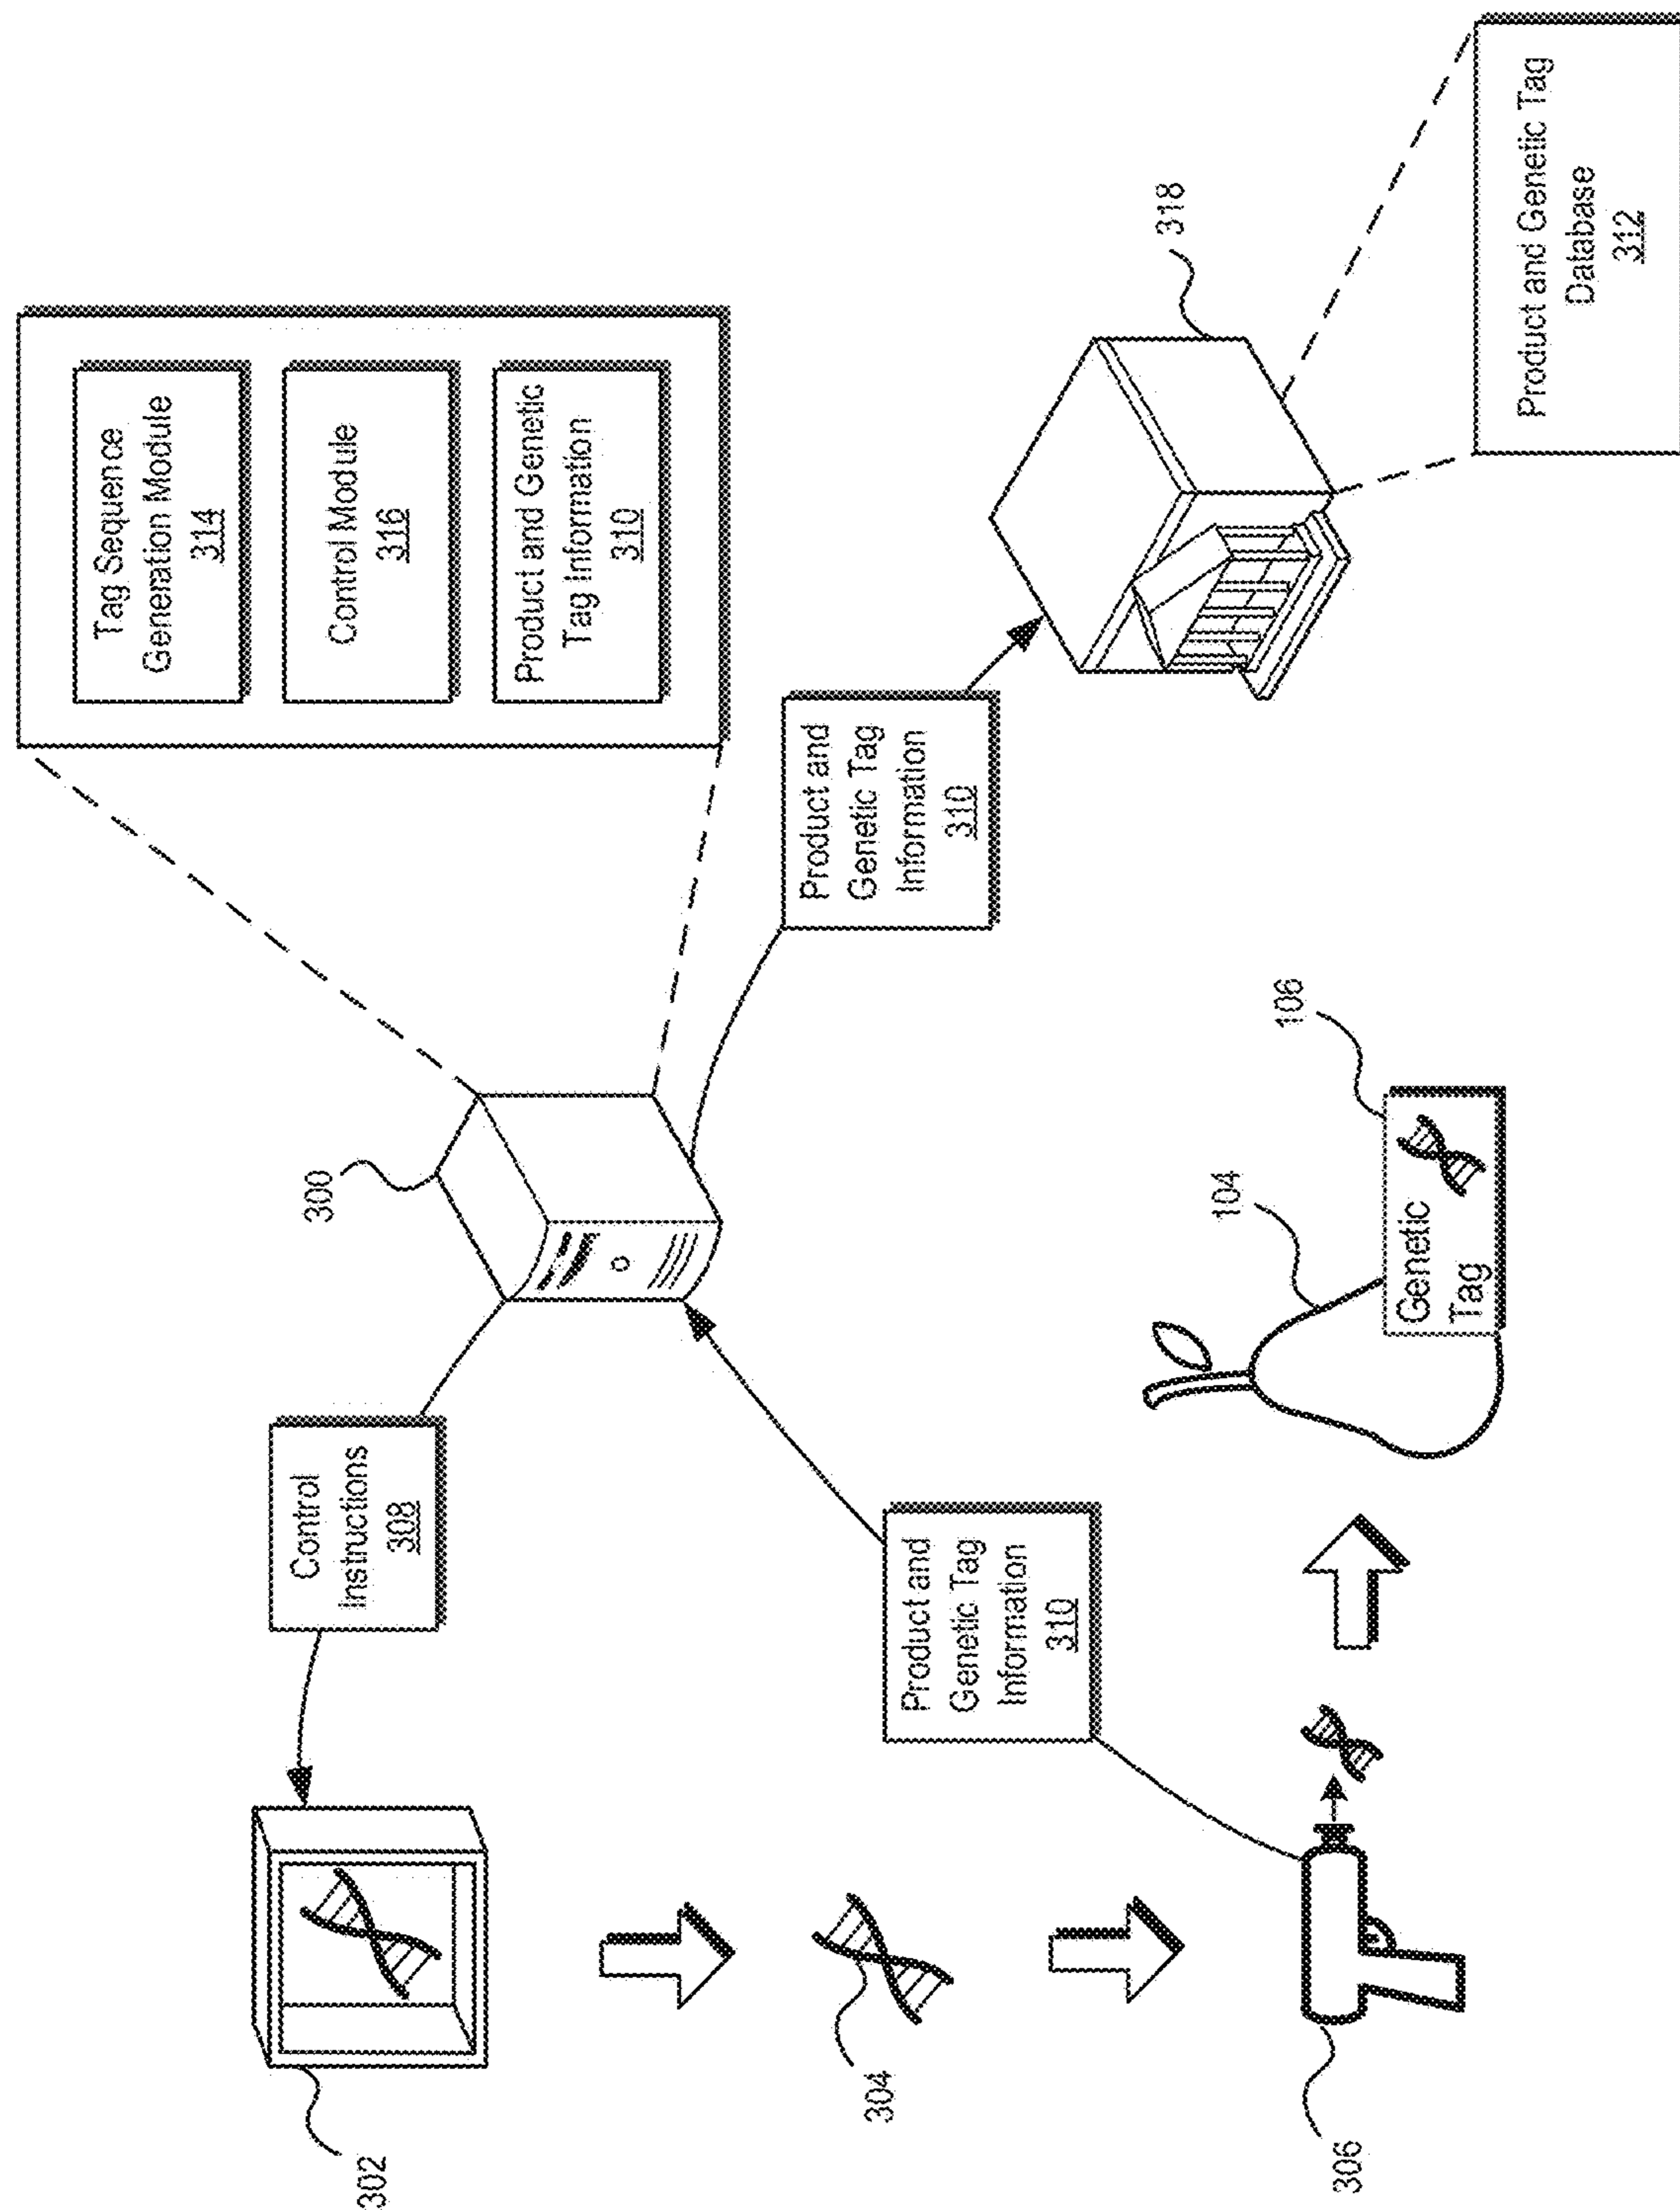 Tag Sequence
Generation Module
314
Control Module
316
Product and Genetic
Tag Information
310
302
Control
Instructions
308
300
Product and
Genetic Tag
Information
310
304
Product and
Genetic Tag
Information
310
318
306
104
106
Genetic
Tag
Product and Genetic Tag
Database
312